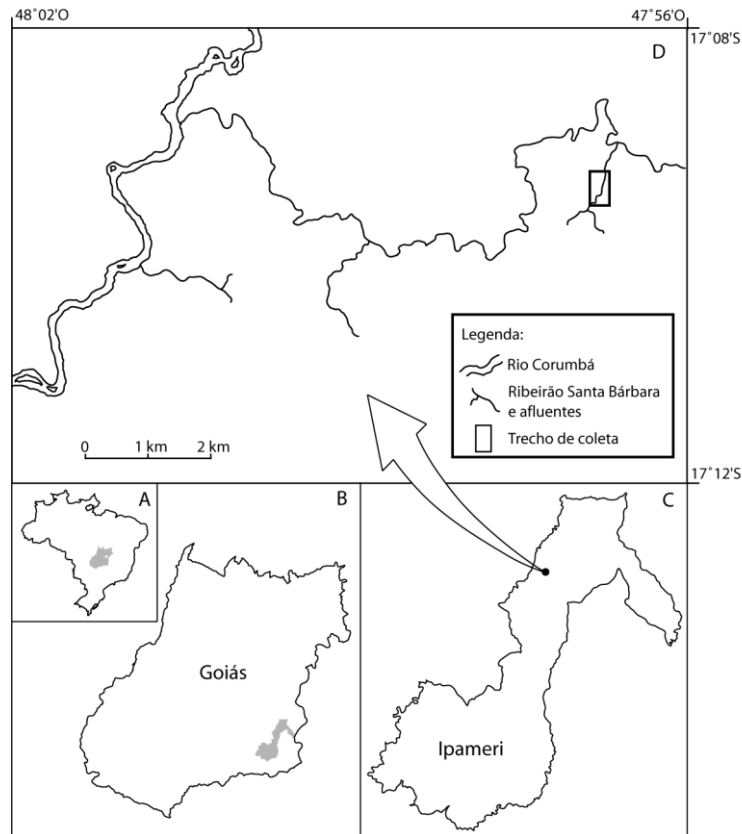 48°02'O
47°56'O
17°08'S
D
Legenda:
Rio Corumbá
Ribeirão Santa Bárbara
e afluentes
Trecho de coleta
0 1 km 2 km
17°12'S
A
B
C
Goiás
Ipameri